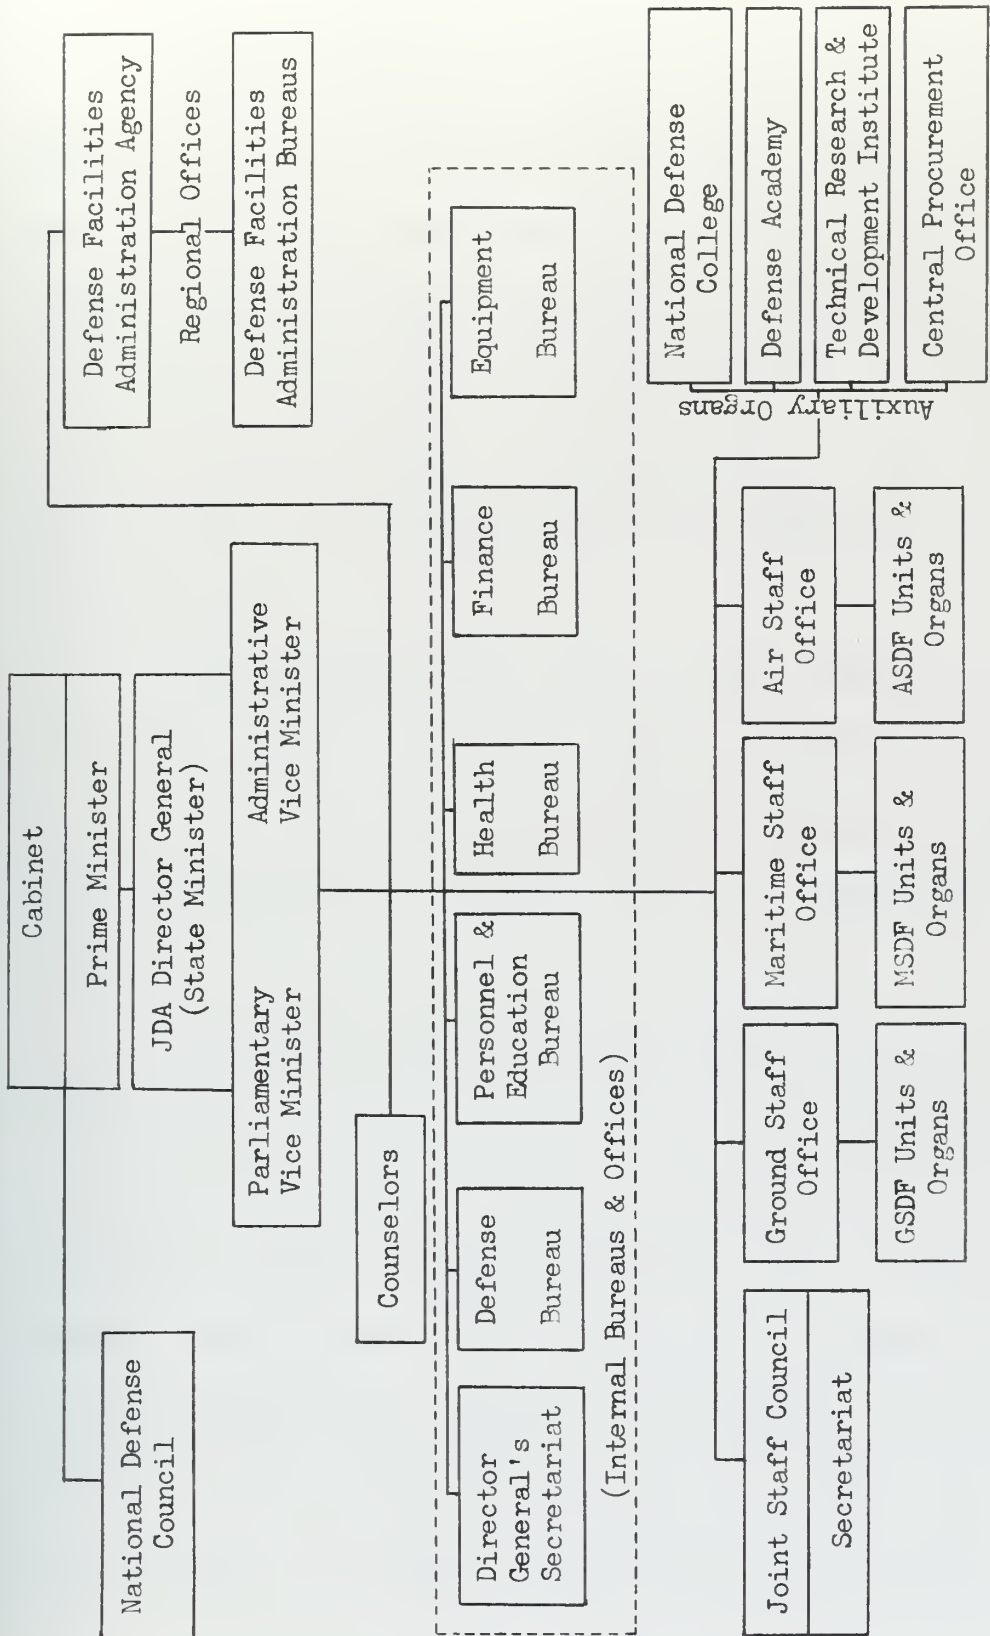 Cabinet
Prime Minister
National Defense
Council
JDA Director General
(State Minister)
Parliamentary
Vice Minister
Administrative
Vice Minister
Defense Facilities
Administration Agency
Regional Offices
Defense Facilities
Administration Bureaus
Counselors
Director
General's
Secretariat
Defense
Bureau
Personnel &
Education
Bureau
Health
Bureau
Finance
Bureau
Equipment
Bureau
(Internal Bureaus & Offices)
Joint Staff Council
Secretariat
Ground Staff
Office
GSDF Units &
Organs
Maritime Staff
Office
MSDF Units &
Organs
Air Staff
Office
ASDF Units &
Organs
Auxiliary Organs
National Defense
College
Defense Academy
Technical Research &
Development Institute
Central Procurement
Office